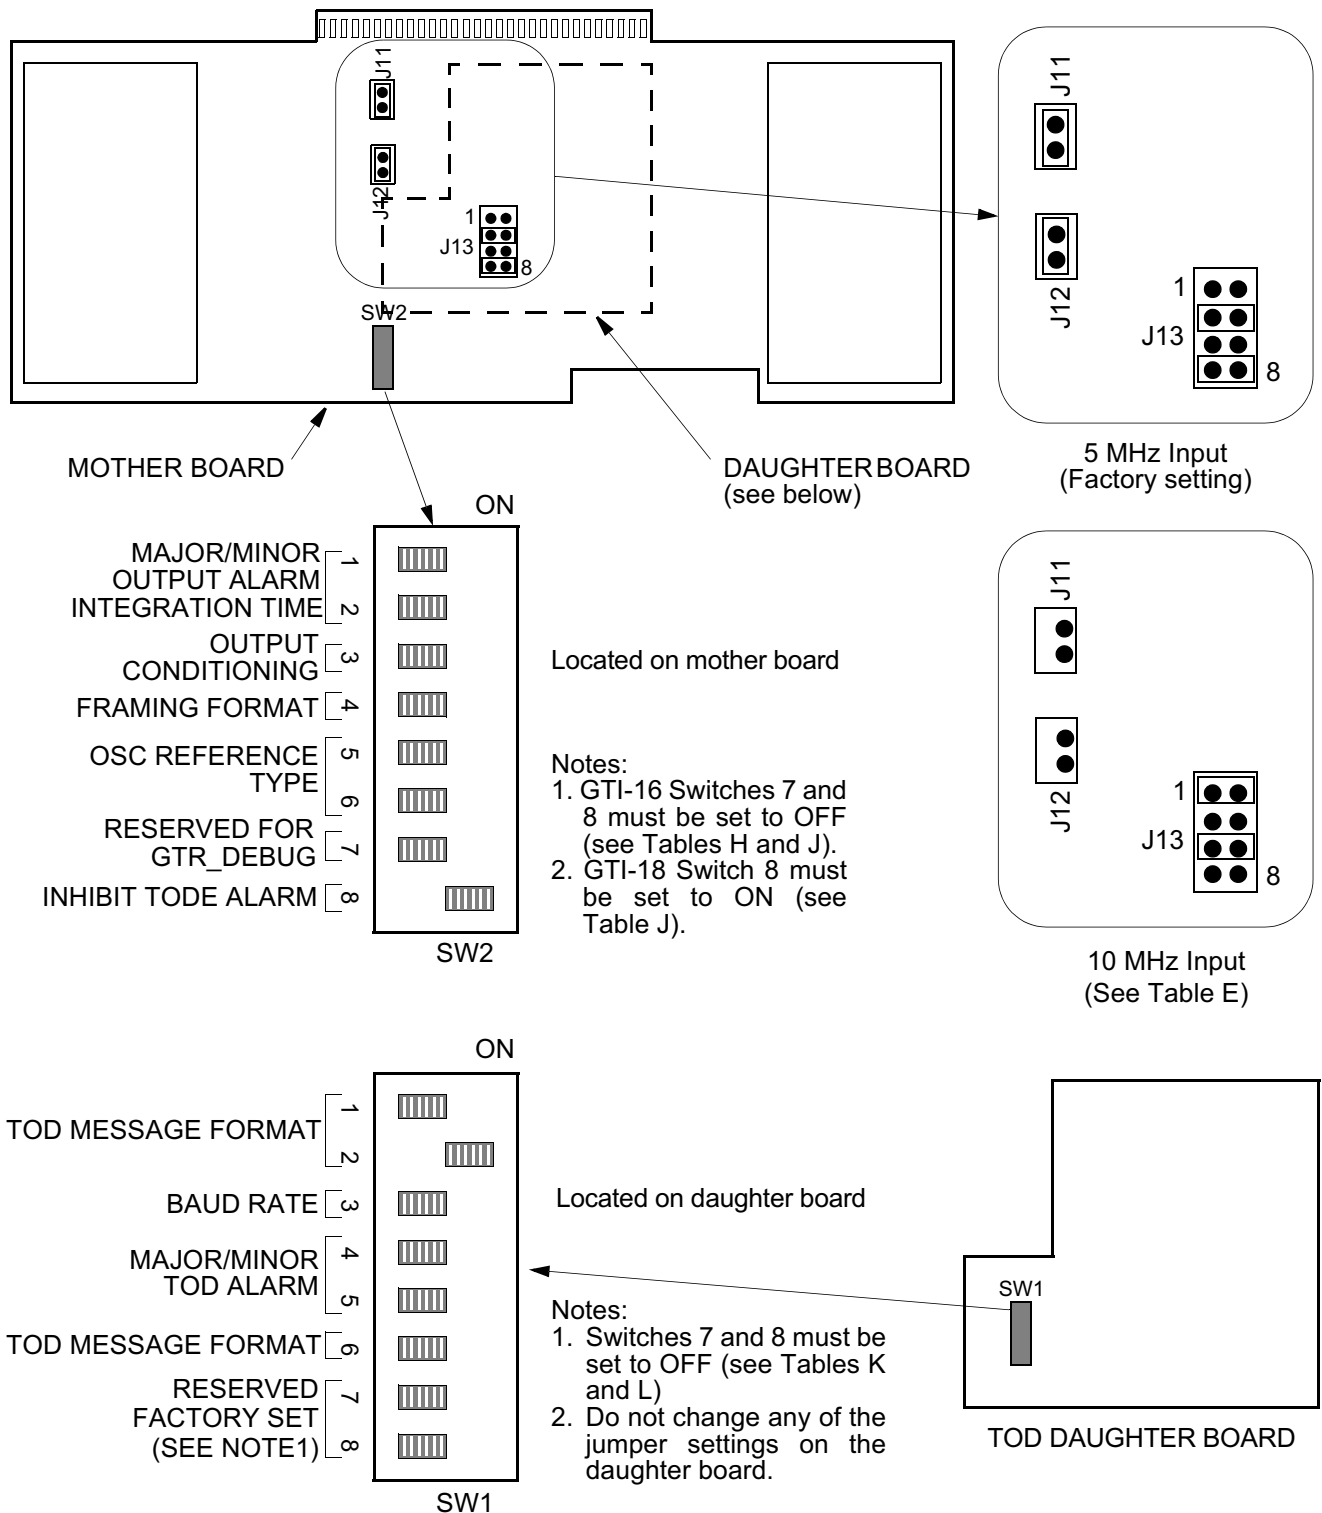 J11
J12
1
J13
8
SW2
MOTHER BOARD
DAUGHTER BOARD
(see below)
J11
J12
1
J13
8
5 MHz Input
(Factory setting)
ON
MAJOR/MINOR
OUTPUT ALARM
INTEGRATION TIME
1
2
OUTPUT
CONDITIONING
3
FRAMING FORMAT
4
OSC REFERENCE
TYPE
5
6
RESERVED FOR
GTR_DEBUG
7
INHIBIT TODE ALARM
8
SW2
Located on mother board
Notes:
1. GTI-16 Switches 7 and
8 must be set to OFF
(see Tables H and J).
2. GTI-18 Switch 8 must
be set to ON (see
Table J).
J11
J12
1
J13
8
10 MHz Input
(See Table E)
ON
TOD MESSAGE FORMAT
1
2
BAUD RATE
3
MAJOR/MINOR
TOD ALARM
4
5
TOD MESSAGE FORMAT
6
RESERVED
FACTORY SET
(SEE NOTE1)
7
8
SW1
Located on daughter board
Notes:
1. Switches 7 and 8 must be
set to OFF (see Tables K
and L)
2. Do not change any of the
jumper settings on the
daughter board.
SW1
TOD DAUGHTER BOARD